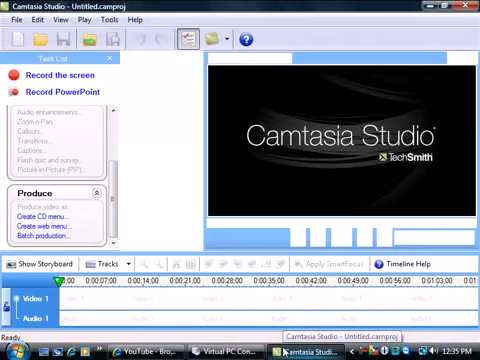 Camtasia Studio - Untitled.camproj
File Edit View Play Tools Help
Task List
Record the screen
Record PowerPoint
Audio enhancements...
Zoom-n-Pan...
Callouts...
Transitions...
Captions...
Flash quiz and survey...
Picture-in-Picture (PIP)...
Produce
Produce video as...
Create CD menu...
Create web menu...
Batch production...
Camtasia Studio®
TechSmith
Show Storyboard Tracks Apply SmartFocus Timeline Help
0:00 0:00:07;00 0:00:14;00 0:00:21;00 0:00:28;00 0:00:35;00 0:00:42;00 0:00:49;00 0:00:56;00 0:01:03;00
Video 1
Audio 1
Ready
Camtasia Studio - Untitled.camproj
YouTube - Bro... Virtual PC Con... Camtasia Studi... 12:35 PM